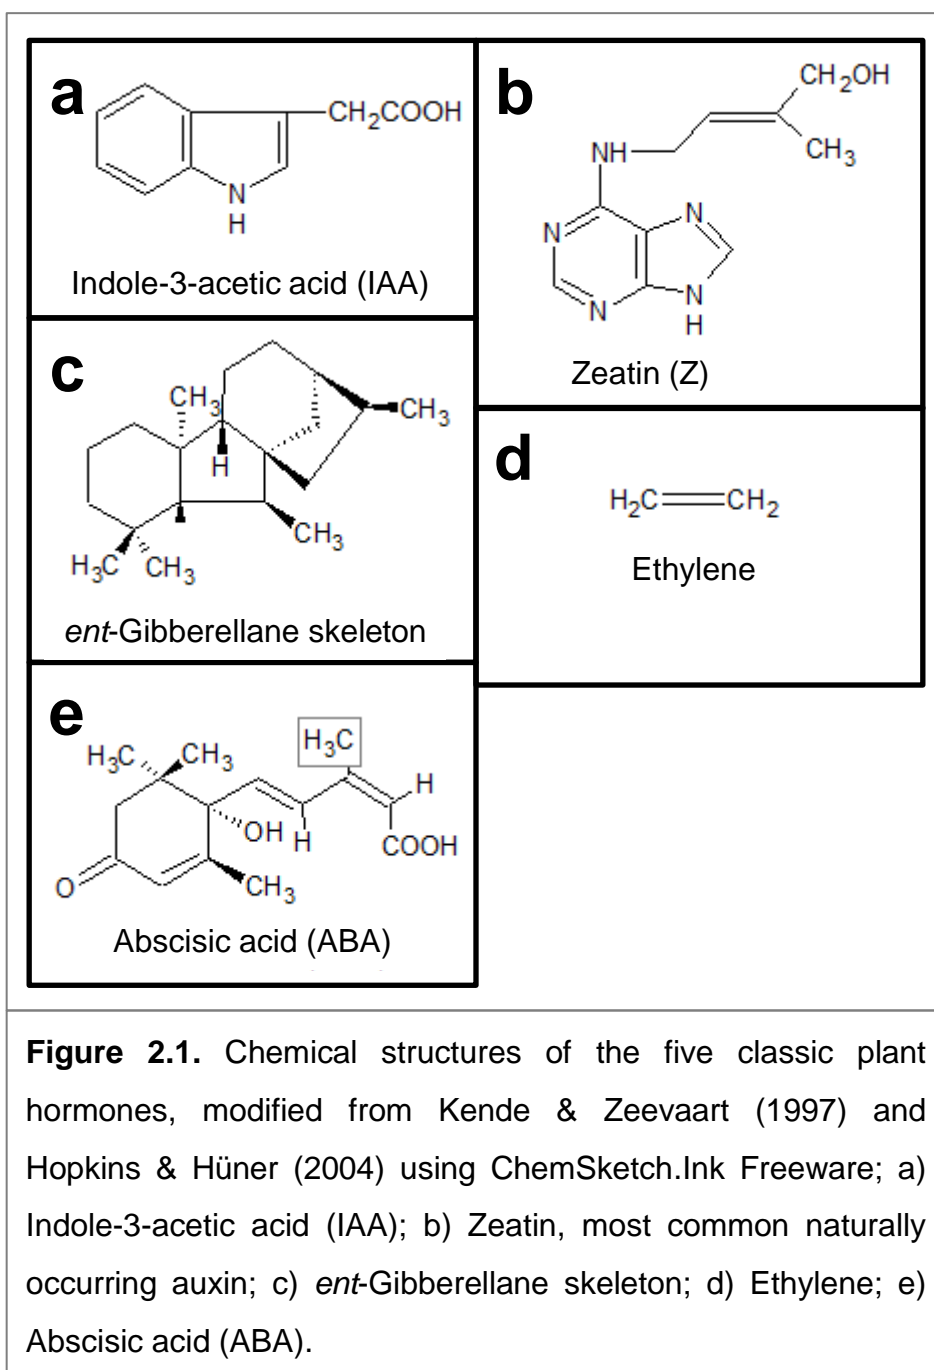 a
CH₂COOH
N
H
Indole-3-acetic acid (IAA)
b
CH₂OH
CH₃
NH
N
N
N
N
H
Zeatin (Z)
c
CH₃
CH₃
H
CH₃
H₃C
CH₃
ent-Gibberellane skeleton
d
H₂C
CH₂
Ethylene
e
H₃C
CH₃
H₃C
H
OH
H
COOH
O
CH₃
Abscisic acid (ABA)
Figure 2.1. Chemical structures of the five classic plant
hormones, modified from Kende & Zeevaart (1997) and
Hopkins & Hüner (2004) using ChemSketch.Ink Freeware; a)
Indole-3-acetic acid (IAA); b) Zeatin, most common naturally
occurring auxin; c) ent-Gibberellane skeleton; d) Ethylene; e)
Abscisic acid (ABA).